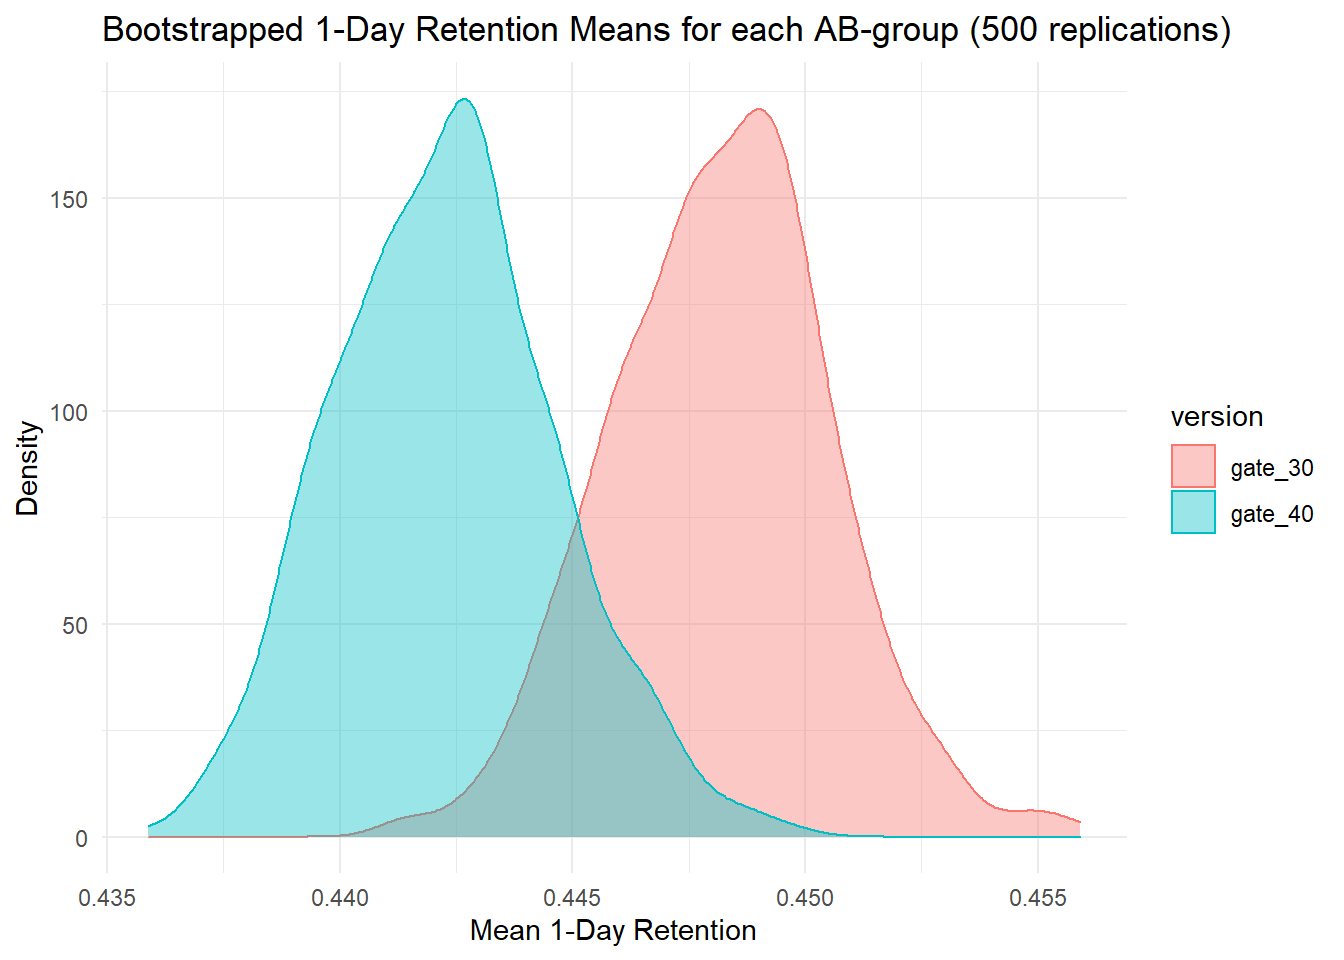 Bootstrapped 1-Day Retention Means for each AB-group (500 replications)
150
100
50
0
Density
0.435 0.440 0.445 0.450 0.455
Mean 1-Day Retention
version
gate_30
gate_40